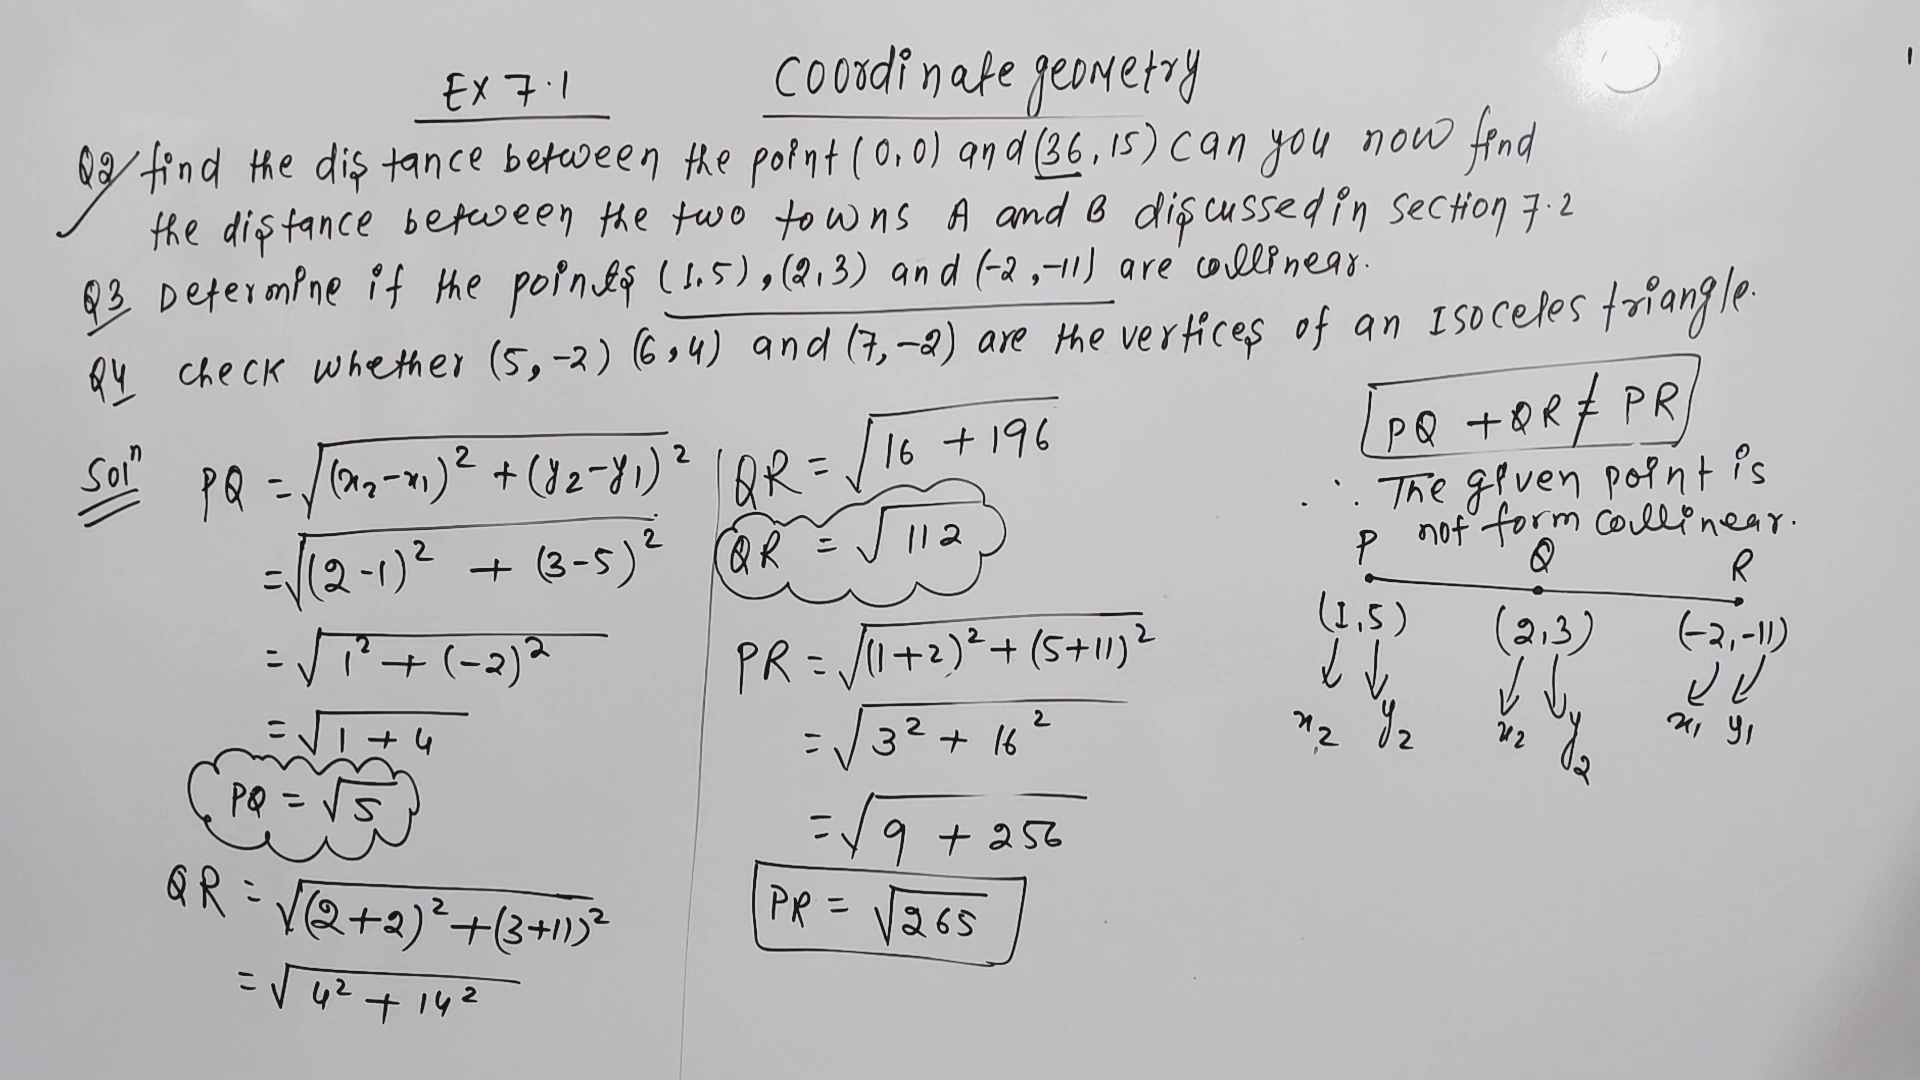 Ex 7.1
Coordinate geometry
Q2 find the distance between the point (0,0) and (36,15) can you now find
the distance between the two towns A and B discussed in section 7.2
Q3 Determine if the points (1,5), (2,3) and (-2,-11) are collinear.
Q4 check whether (5,-2) (6,4) and (7,-2) are the vertices of an Isoceles triangle.
Solⁿ PQ = √(x₂-x₁)² + (y₂-y₁)²
= √(2-1)² + (3-5)²
= √1² + (-2)²
= √1 + 4
PQ = √5
QR = √(2+2)² + (3+11)²
= √4² + 14²
QR = √16 + 196
QR = √112
PR = √(1+2)² + (5+11)²
= √3² + 16²
= √9 + 256
PR = √265
PQ + QR ≠ PR
∴ The given point is
not form collinear.
P Q R
(1,5) (2,3) (-2,-11)
x₂ y₂ x₂ y₂ x₁ y₁